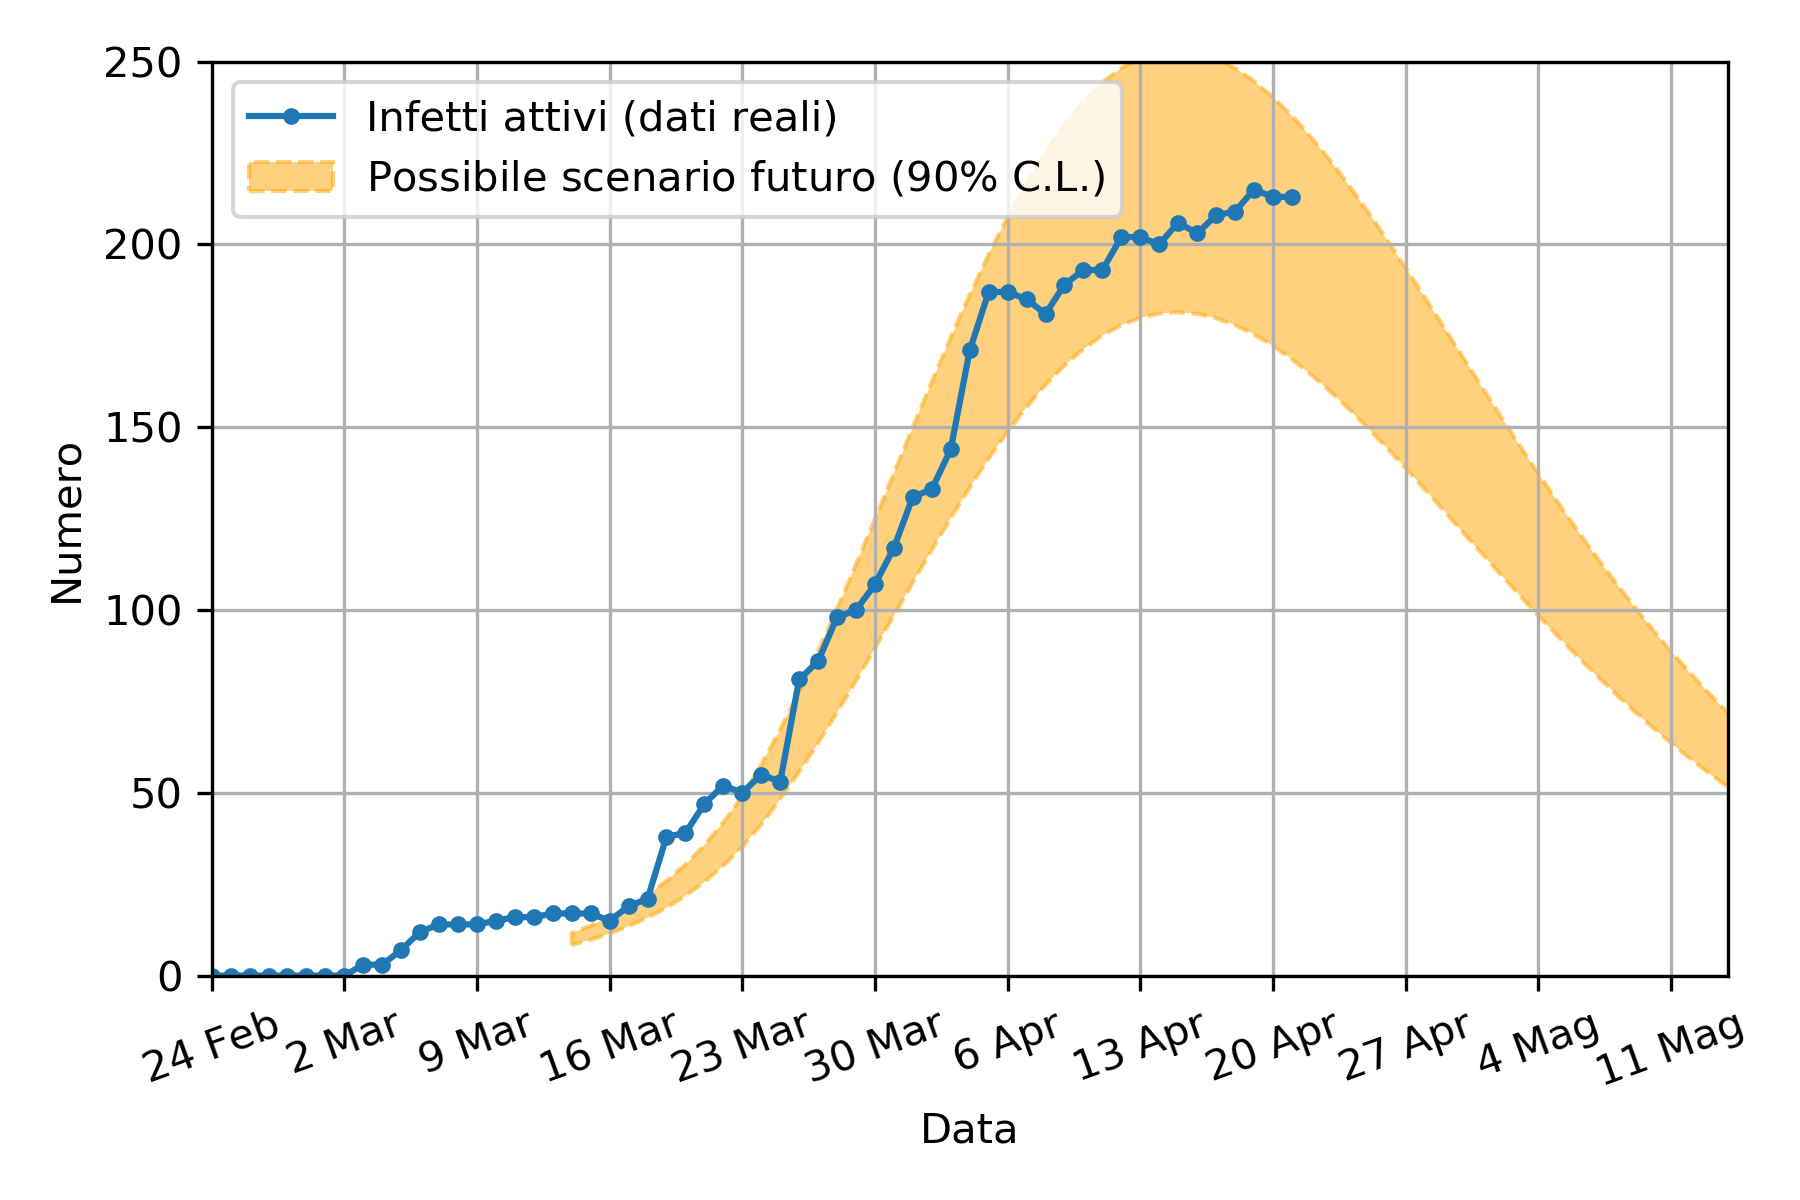 250
200
150
100
50
0
Numero
Infetti attivi (dati reali)
Possibile scenario futuro (90% C.L.)
24 Feb
2 Mar
9 Mar
16 Mar
23 Mar
30 Mar
6 Apr
13 Apr
20 Apr
27 Apr
4 Mag
11 Mag
Data